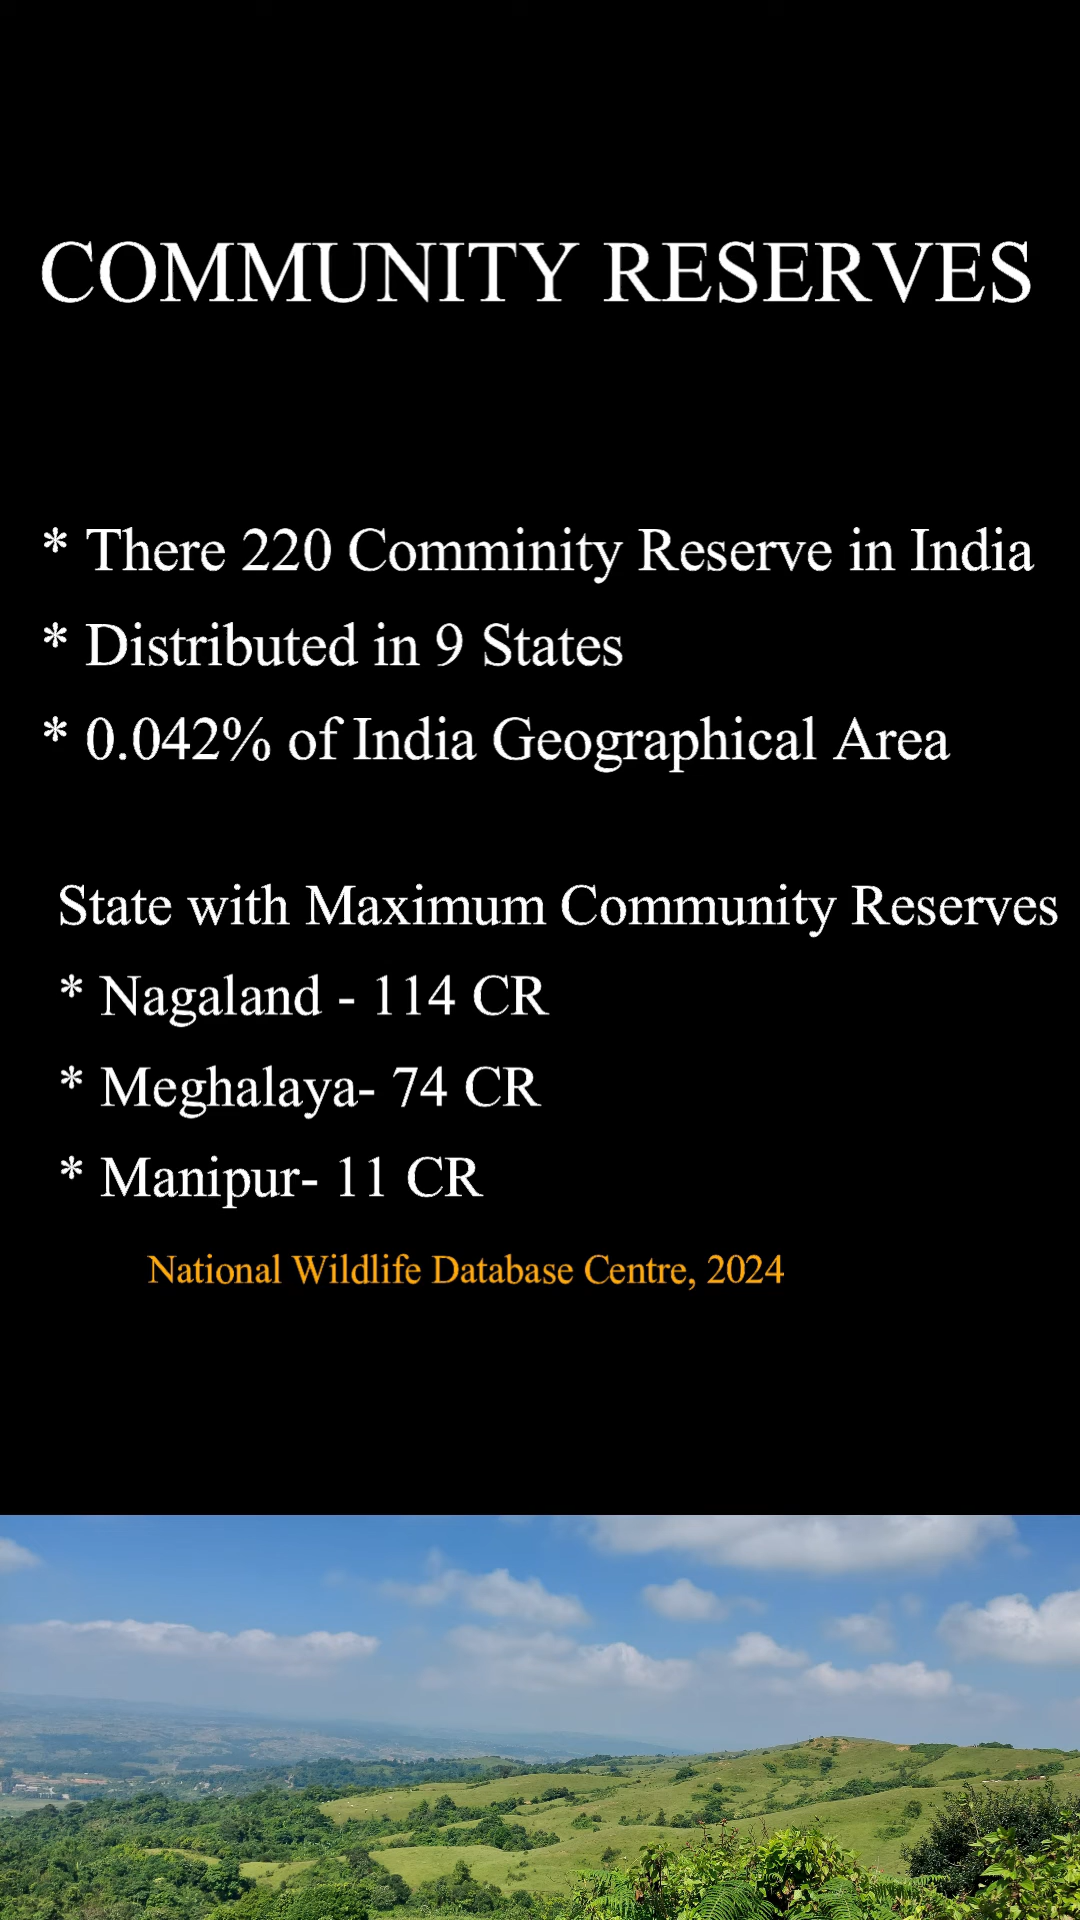 COMMUNITY RESERVES
* There 220 Comminity Reserve in India
* Distributed in 9 States
* 0.042% of India Geographical Area
State with Maximum Community Reserves
* Nagaland - 114 CR
* Meghalaya- 74 CR
* Manipur- 11 CR
National Wildlife Database Centre, 2024